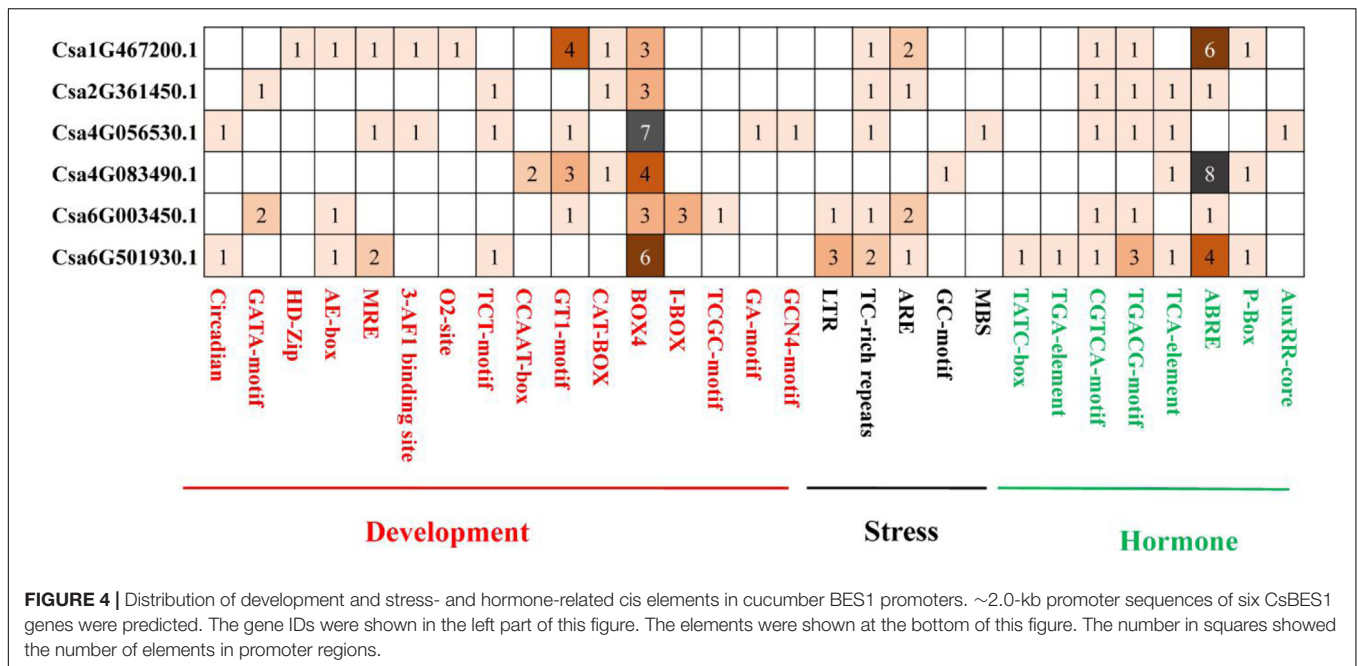 Csa1G467200.1 1 1 1 1 1 4 1 3 1 2 1 1 6 1
Csa2G361450.1 1 1 1 3 1 1 1 1 1 1
Csa4G056530.1 1 1 1 1 1 7 1 1 1 1 1 1 1 1
Csa4G083490.1 2 3 1 4 1 1 8 1
Csa6G003450.1 2 1 1 3 3 1 1 1 2 1 1 1
Csa6G501930.1 1 1 2 1 6 3 2 1 1 1 1 3 1 4 1
Circadian
GATA-motif
HD-Zip
AE-box
MRE
3-AF1 binding site
O2-site
TCT-motif
CCAAT-box
GT1-motif
CAT-BOX
BOX4
I-BOX
TCGC-motif
GA-motif
GCN4-motif
LTR
TC-rich repeats
ARE
GC-motif
MBS
TATC-box
TGA-element
CGTCA-motif
TGACG-motif
TCA-element
ABRE
P-Box
AuxRR-core
Development
Stress
Hormone
FIGURE 4 | Distribution of development and stress- and hormone-related cis elements in cucumber BES1 promoters. ∼2.0-kb promoter sequences of six CsBES1
genes were predicted. The gene IDs were shown in the left part of this figure. The elements were shown at the bottom of this figure. The number in squares showed
the number of elements in promoter regions.